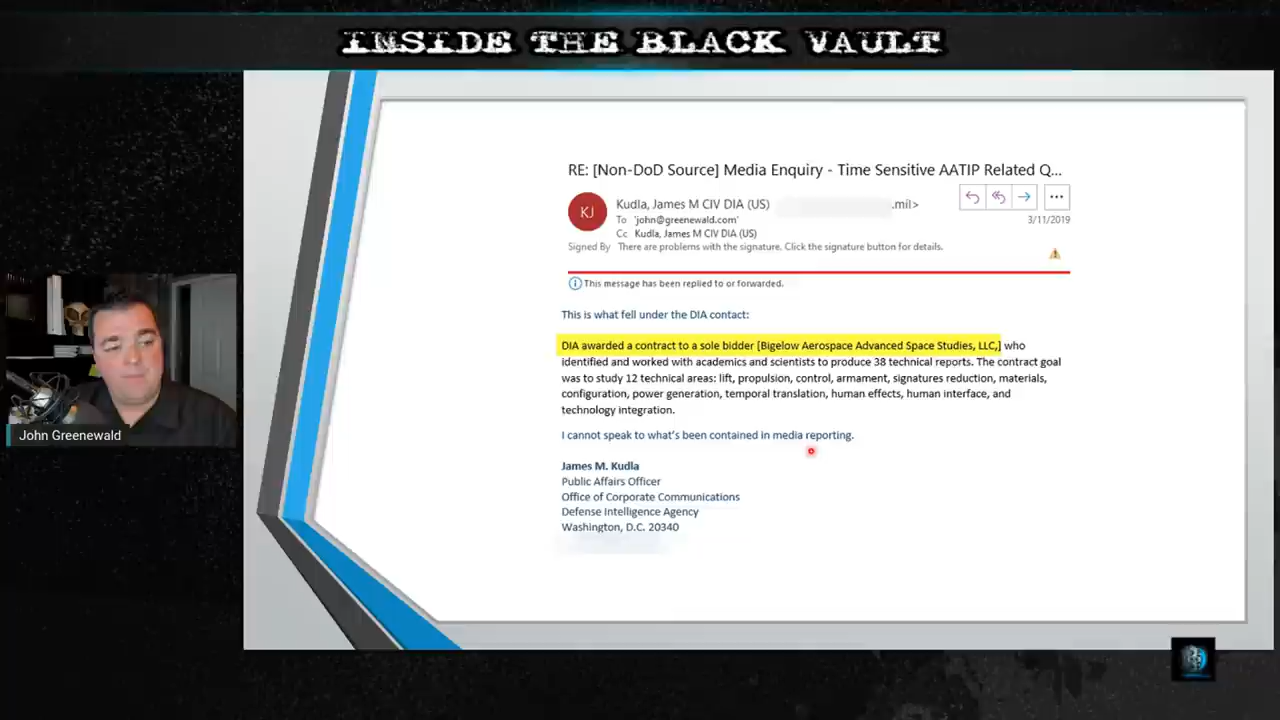 INSIDE THE BLACK VAULT
RE: [Non-DoD Source] Media Enquiry - Time Sensitive AATIP Related Q...
KJ
Kudla, James M CIV DIA (US) .mil>
To 'john@greenewald.com'
Cc Kudla, James M CIV DIA (US)
3/11/2019
Signed By There are problems with the signature. Click the signature button for details.
This message has been replied to or forwarded.
This is what fell under the DIA contact:
DIA awarded a contract to a sole bidder [Bigelow Aerospace Advanced Space Studies, LLC,] who
identified and worked with academics and scientists to produce 38 technical reports. The contract goal
was to study 12 technical areas: lift, propulsion, control, armament, signatures reduction, materials,
configuration, power generation, temporal translation, human effects, human interface, and
technology integration.
I cannot speak to what's been contained in media reporting.
James M. Kudla
Public Affairs Officer
Office of Corporate Communications
Defense Intelligence Agency
Washington, D.C. 20340
John Greenewald